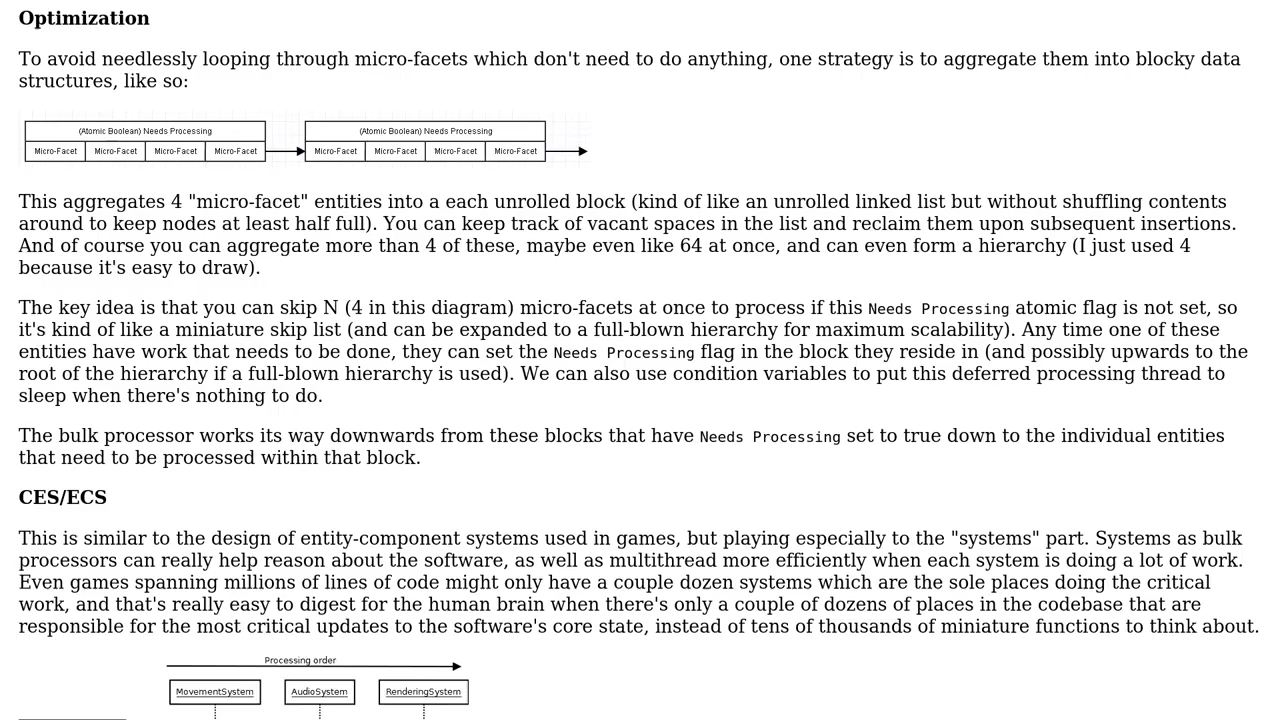 Optimization
To avoid needlessly looping through micro-facets which don't need to do anything, one strategy is to aggregate them into blocky data
structures, like so:
(Atomic Boolean) Needs Processing
Micro-Facet Micro-Facet Micro-Facet Micro-Facet
(Atomic Boolean) Needs Processing
Micro-Facet Micro-Facet Micro-Facet Micro-Facet
This aggregates 4 "micro-facet" entities into a each unrolled block (kind of like an unrolled linked list but without shuffling contents
around to keep nodes at least half full). You can keep track of vacant spaces in the list and reclaim them upon subsequent insertions.
And of course you can aggregate more than 4 of these, maybe even like 64 at once, and can even form a hierarchy (I just used 4
because it's easy to draw).
The key idea is that you can skip N (4 in this diagram) micro-facets at once to process if this Needs Processing atomic flag is not set, so
it's kind of like a miniature skip list (and can be expanded to a full-blown hierarchy for maximum scalability). Any time one of these
entities have work that needs to be done, they can set the Needs Processing flag in the block they reside in (and possibly upwards to the
root of the hierarchy if a full-blown hierarchy is used). We can also use condition variables to put this deferred processing thread to
sleep when there's nothing to do.
The bulk processor works its way downwards from these blocks that have Needs Processing set to true down to the individual entities
that need to be processed within that block.
CES/ECS
This is similar to the design of entity-component systems used in games, but playing especially to the "systems" part. Systems as bulk
processors can really help reason about the software, as well as multithread more efficiently when each system is doing a lot of work.
Even games spanning millions of lines of code might only have a couple dozen systems which are the sole places doing the critical
work, and that's really easy to digest for the human brain when there's only a couple of dozens of places in the codebase that are
responsible for the most critical updates to the software's core state, instead of tens of thousands of miniature functions to think about.
Processing order
MovementSystem AudioSystem RenderingSystem